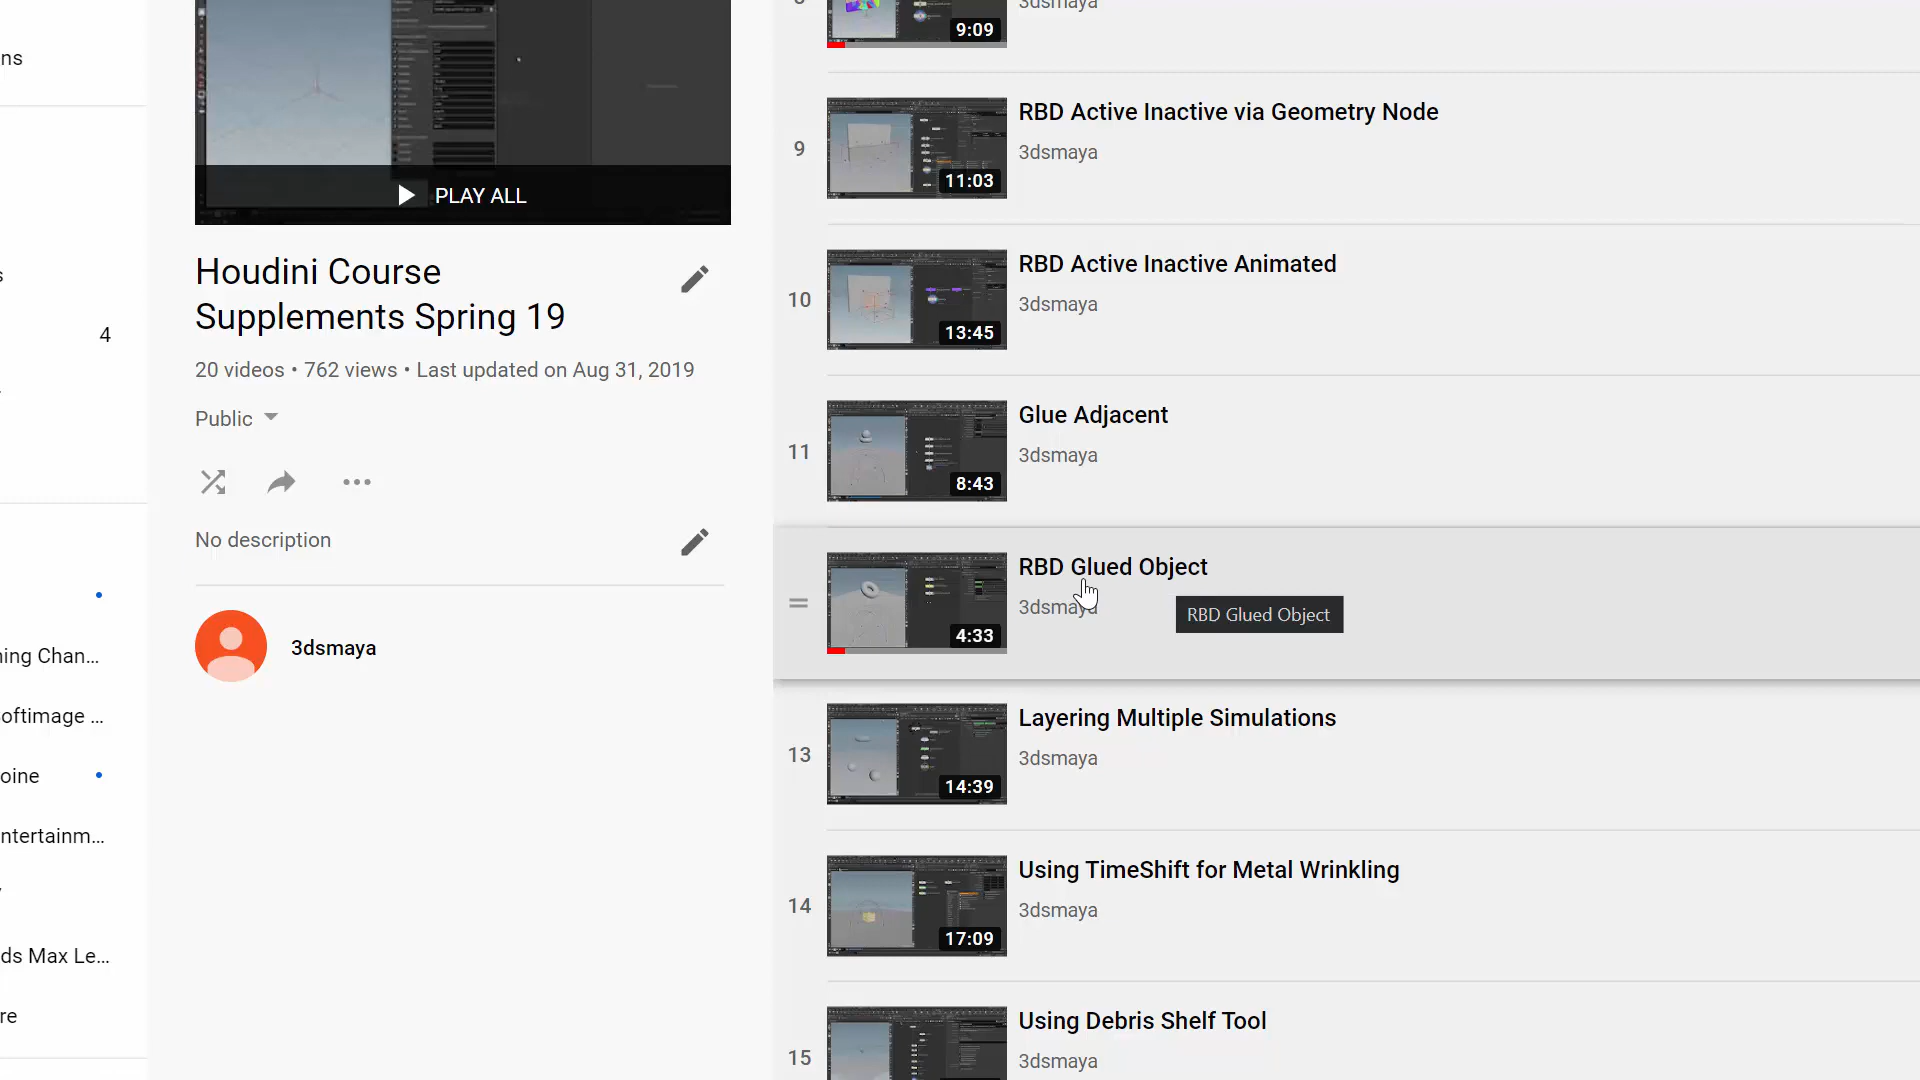 ns
s
4
ning Chan...
oftimage ...
oine
ntertainm...
ds Max Le...
re
PLAY ALL
Houdini Course
Supplements Spring 19
20 videos • 762 views • Last updated on Aug 31, 2019
Public
No description
3dsmaya
3dsmaya
9:09
9
RBD Active Inactive via Geometry Node
3dsmaya
11:03
10
RBD Active Inactive Animated
3dsmaya
13:45
11
Glue Adjacent
3dsmaya
8:43
RBD Glued Object
3dsmaya
RBD Glued Object
4:33
13
Layering Multiple Simulations
3dsmaya
14:39
14
Using TimeShift for Metal Wrinkling
3dsmaya
17:09
15
Using Debris Shelf Tool
3dsmaya